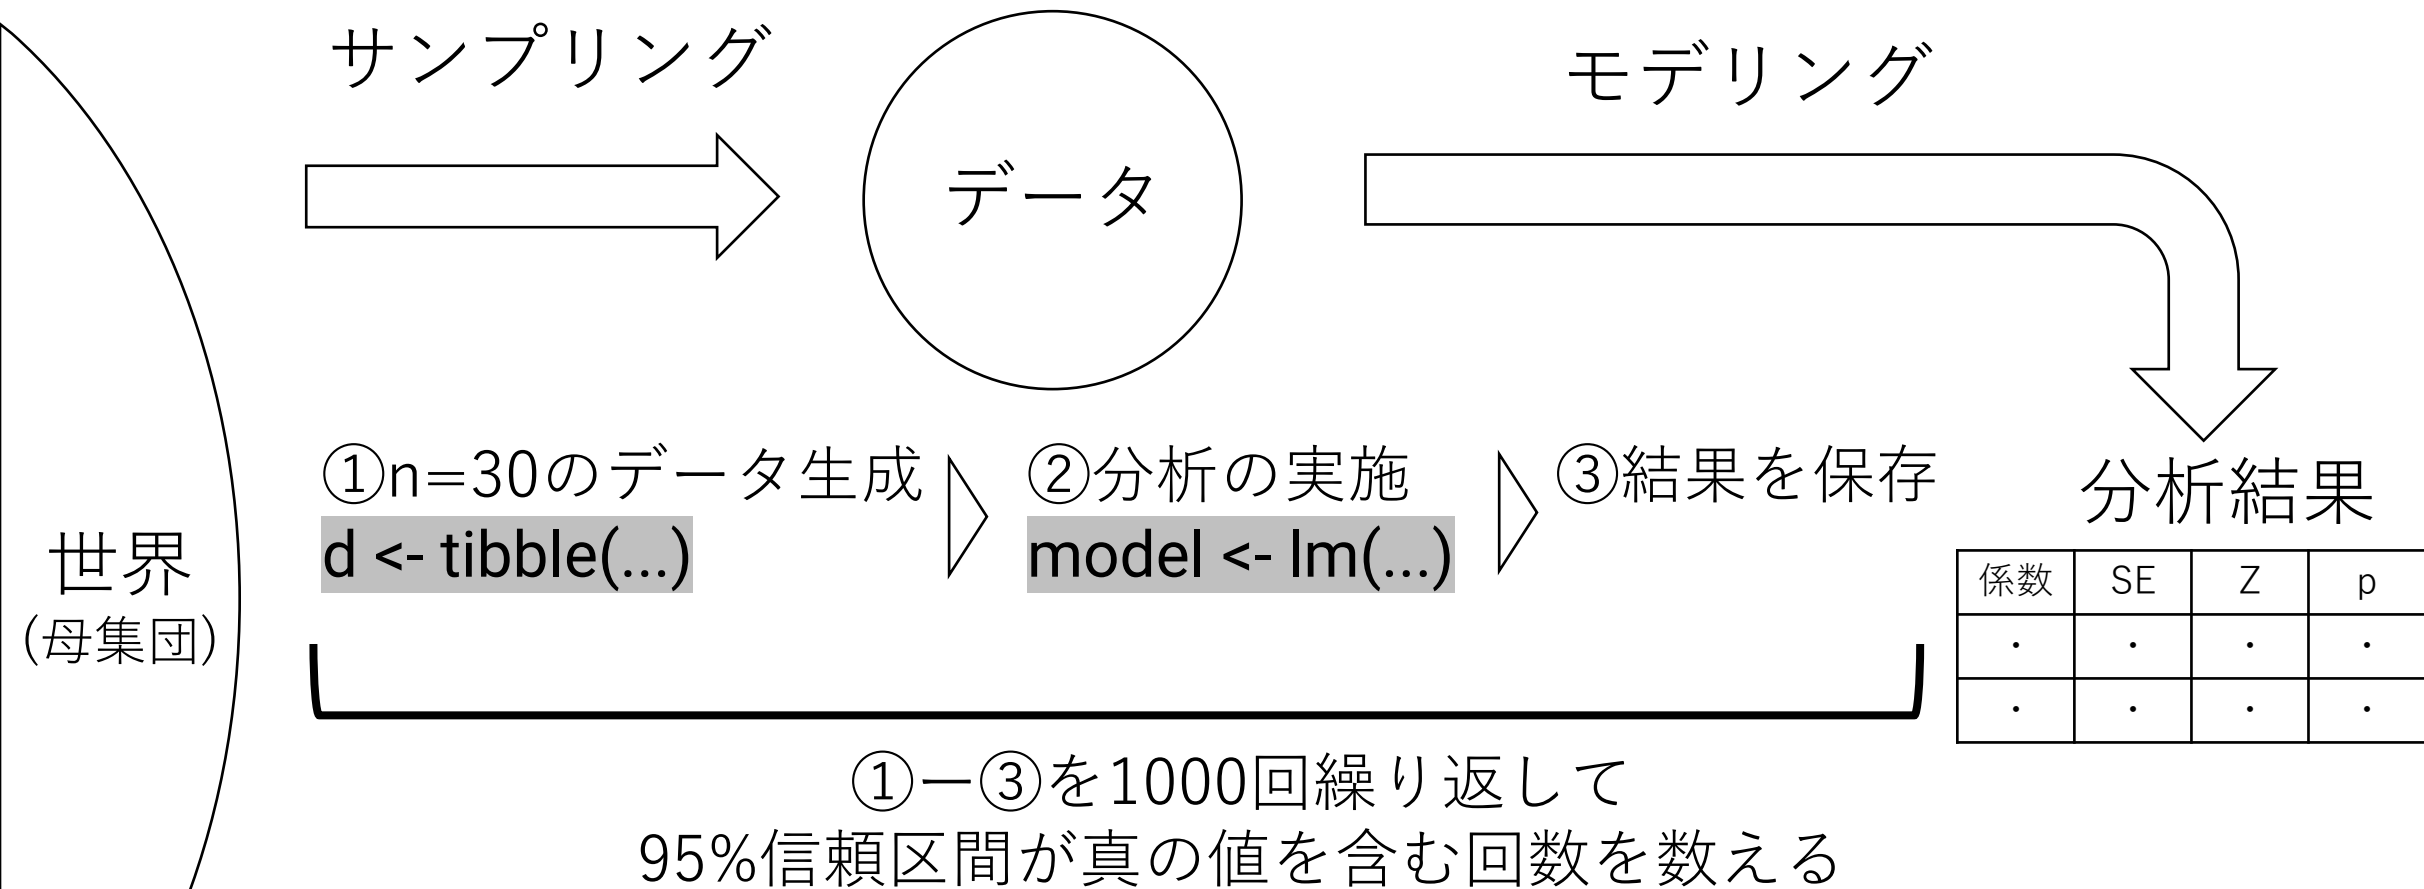 サンプリング
データ
モデリング
世界
(母集団)
①n=30のデータ生成
d <- tibble(...)
②分析の実施
model <- lm(...)
③結果を保存
分析結果
係数 SE Z p
・ ・ ・ ・
・ ・ ・ ・
①ー③を1000回繰り返して
95%信頼区間が真の値を含む回数を数える